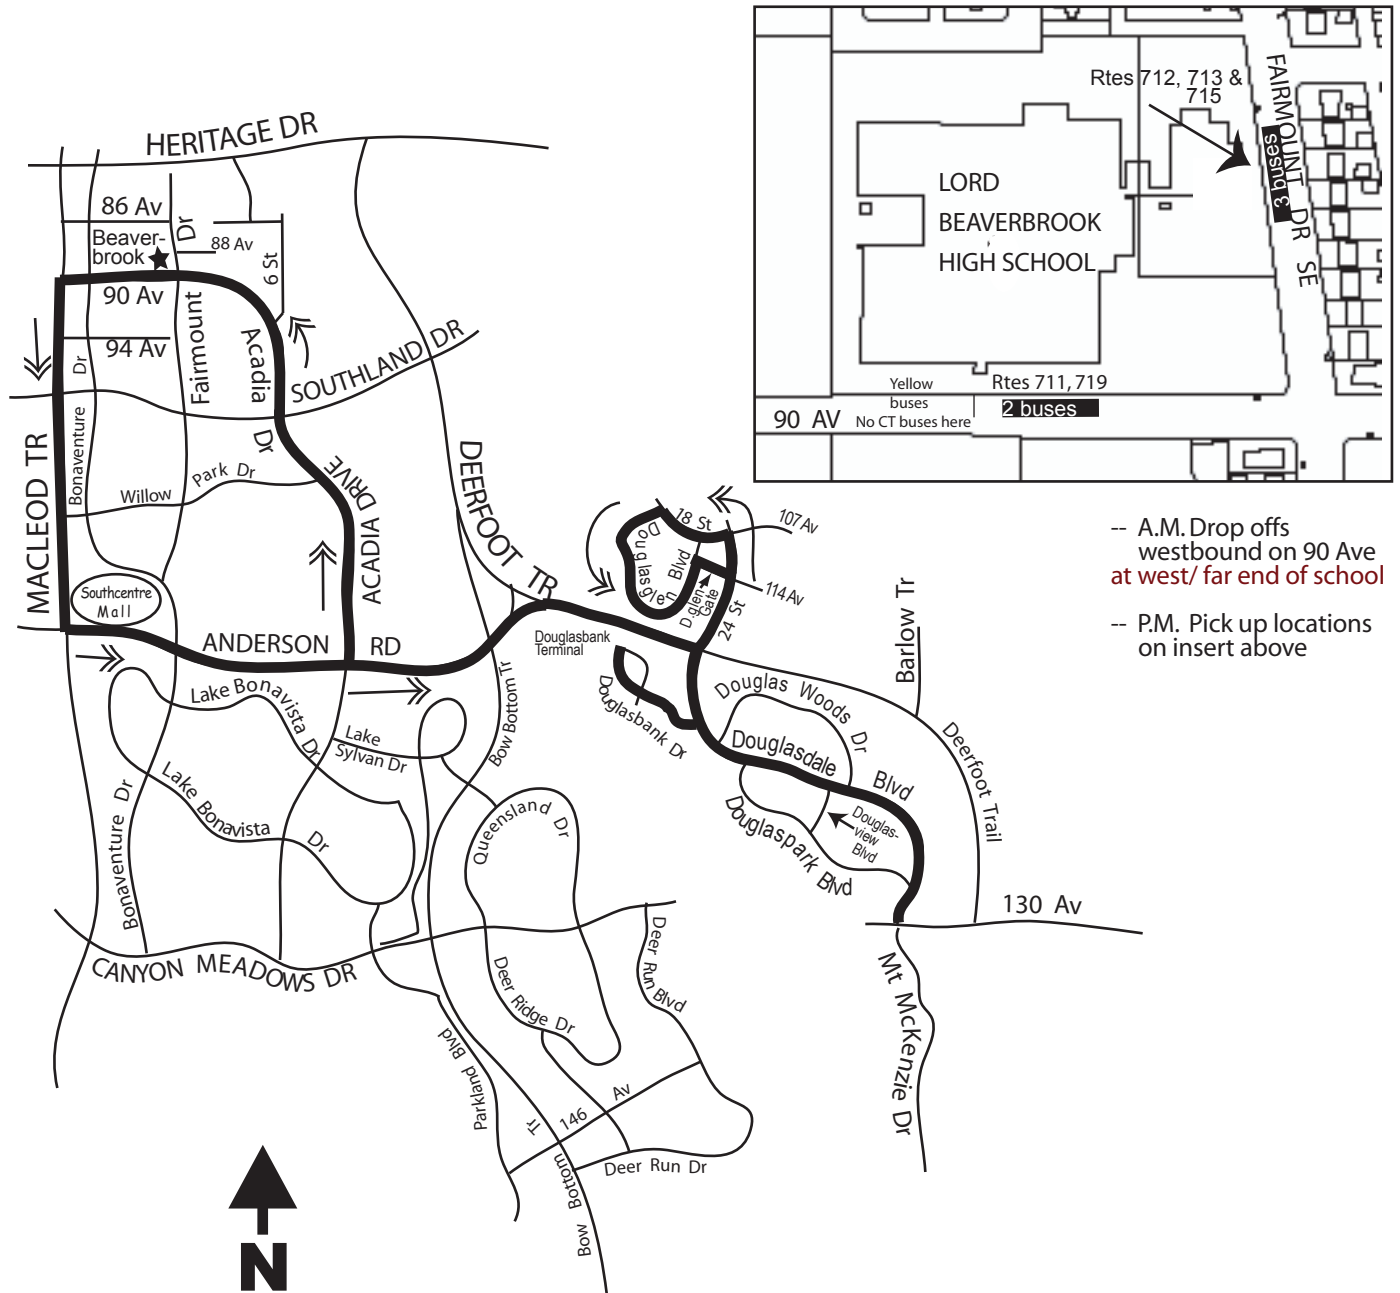 HERITAGE DR
86 Av
Beaver-
brook
Dr
88 Av
6 St
90 Av
94 Av
Dr
Fairmount
Acadia
Dr
SOUTHLAND DR
MACLEOD TR
Bonaventure
Willow Park Dr
ACADIA DRIVE
DEERFOOT TR
Southcentre
Mall
ANDERSON RD
Douglasglen
Blvd
18 St
107 Av
114 Av
D.glen
Gate
24 St
Douglasbank
Terminal
Douglasbank Dr
Douglas Woods Dr
Douglasdale Blvd
Douglas-
view
Blvd
Douglaspark Blvd
Barlow Tr
Deerfoot Trail
130 Av
Mt McKenzie Dr
Lake Bonavista Dr
Lake
Sylvan Dr
Bow Bottom Tr
Lake Bonavista Dr
Bonaventure Dr
Queensland Dr
CANYON MEADOWS DR
Deer Ridge Dr
Deer Run Blvd
Parkland Blvd
146 Av
Deer Run Dr
Bow Bottom Tr
N
Rtes 712, 713 &
715
FAIRMOUNT DR SE
3 buses
LORD
BEAVERBROOK
HIGH SCHOOL
Yellow
buses
No CT buses here
Rtes 711, 719
2 buses
90 AV
-- A.M. Drop offs
westbound on 90 Ave
at west/ far end of school
-- P.M. Pick up locations
on insert above